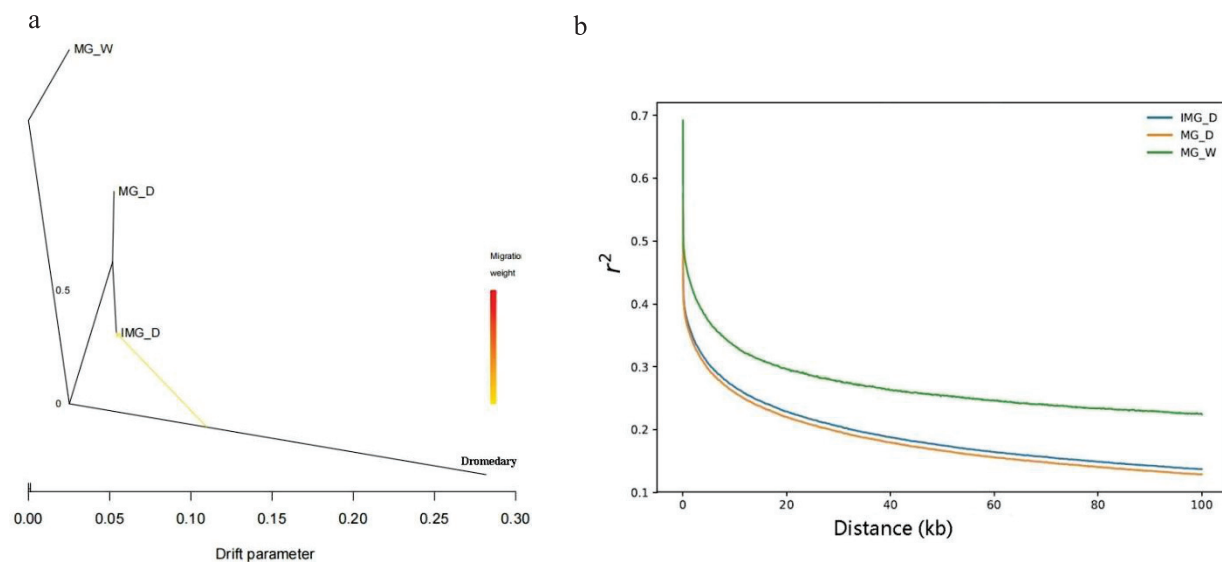 a
MG_W
MG_D
Migratio
weight
0.5
IMG_D
0
Dromedary
0.00 0.05 0.10 0.15 0.20 0.25 0.30
Drift parameter
b
0.7
0.6
0.5
0.4
0.3
0.2
0.1
r²
IMG_D
MG_D
MG_W
0 20 40 60 80 100
Distance (kb)